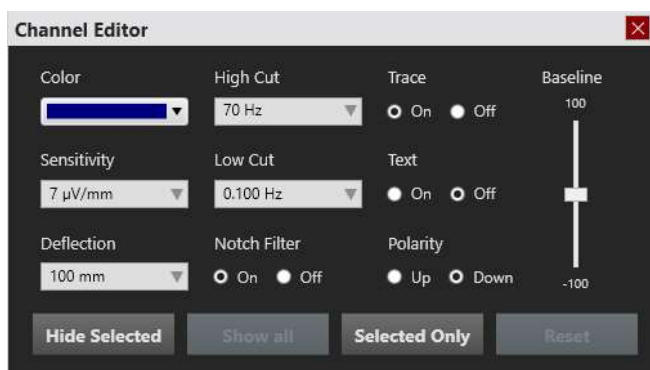 Channel Editor
Color
High Cut
Trace
Baseline
70 Hz
On
Off
100
Sensitivity
Low Cut
Text
7 µV/mm
0.100 Hz
On
Off
Deflection
Notch Filter
Polarity
100 mm
On
Off
Up
Down
-100
Hide Selected
Show all
Selected Only
Reset